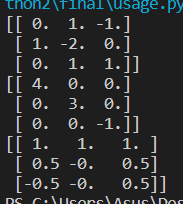 thon2\final\usage.py
[[ 0.  1. -1.]
 [ 1. -2.  0.]
 [ 0.  1.  1.]]
[[ 4.  0.  0.]
 [ 0.  3.  0.]
 [ 0.  0. -1.]]
[[ 1.   1.   1. ]
 [ 0.5 -0.   0.5]
 [-0.5 -0.   0.5]]
PS C:\Users\Asus\Des